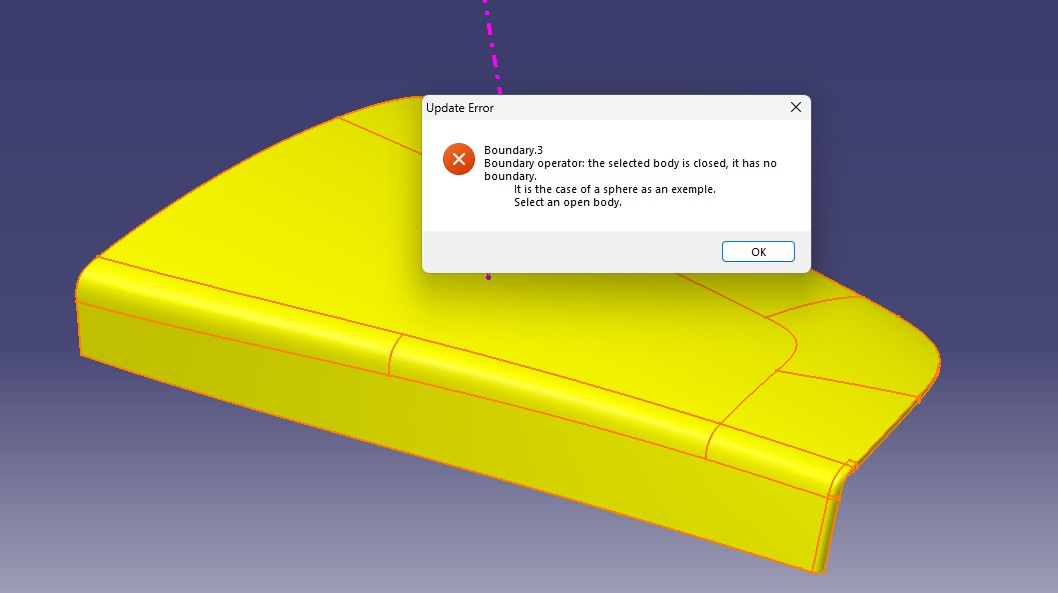 Update Error
Boundary.3
Boundary operator: the selected body is closed, it has no
boundary.
It is the case of a sphere as an exemple.
Select an open body.
OK